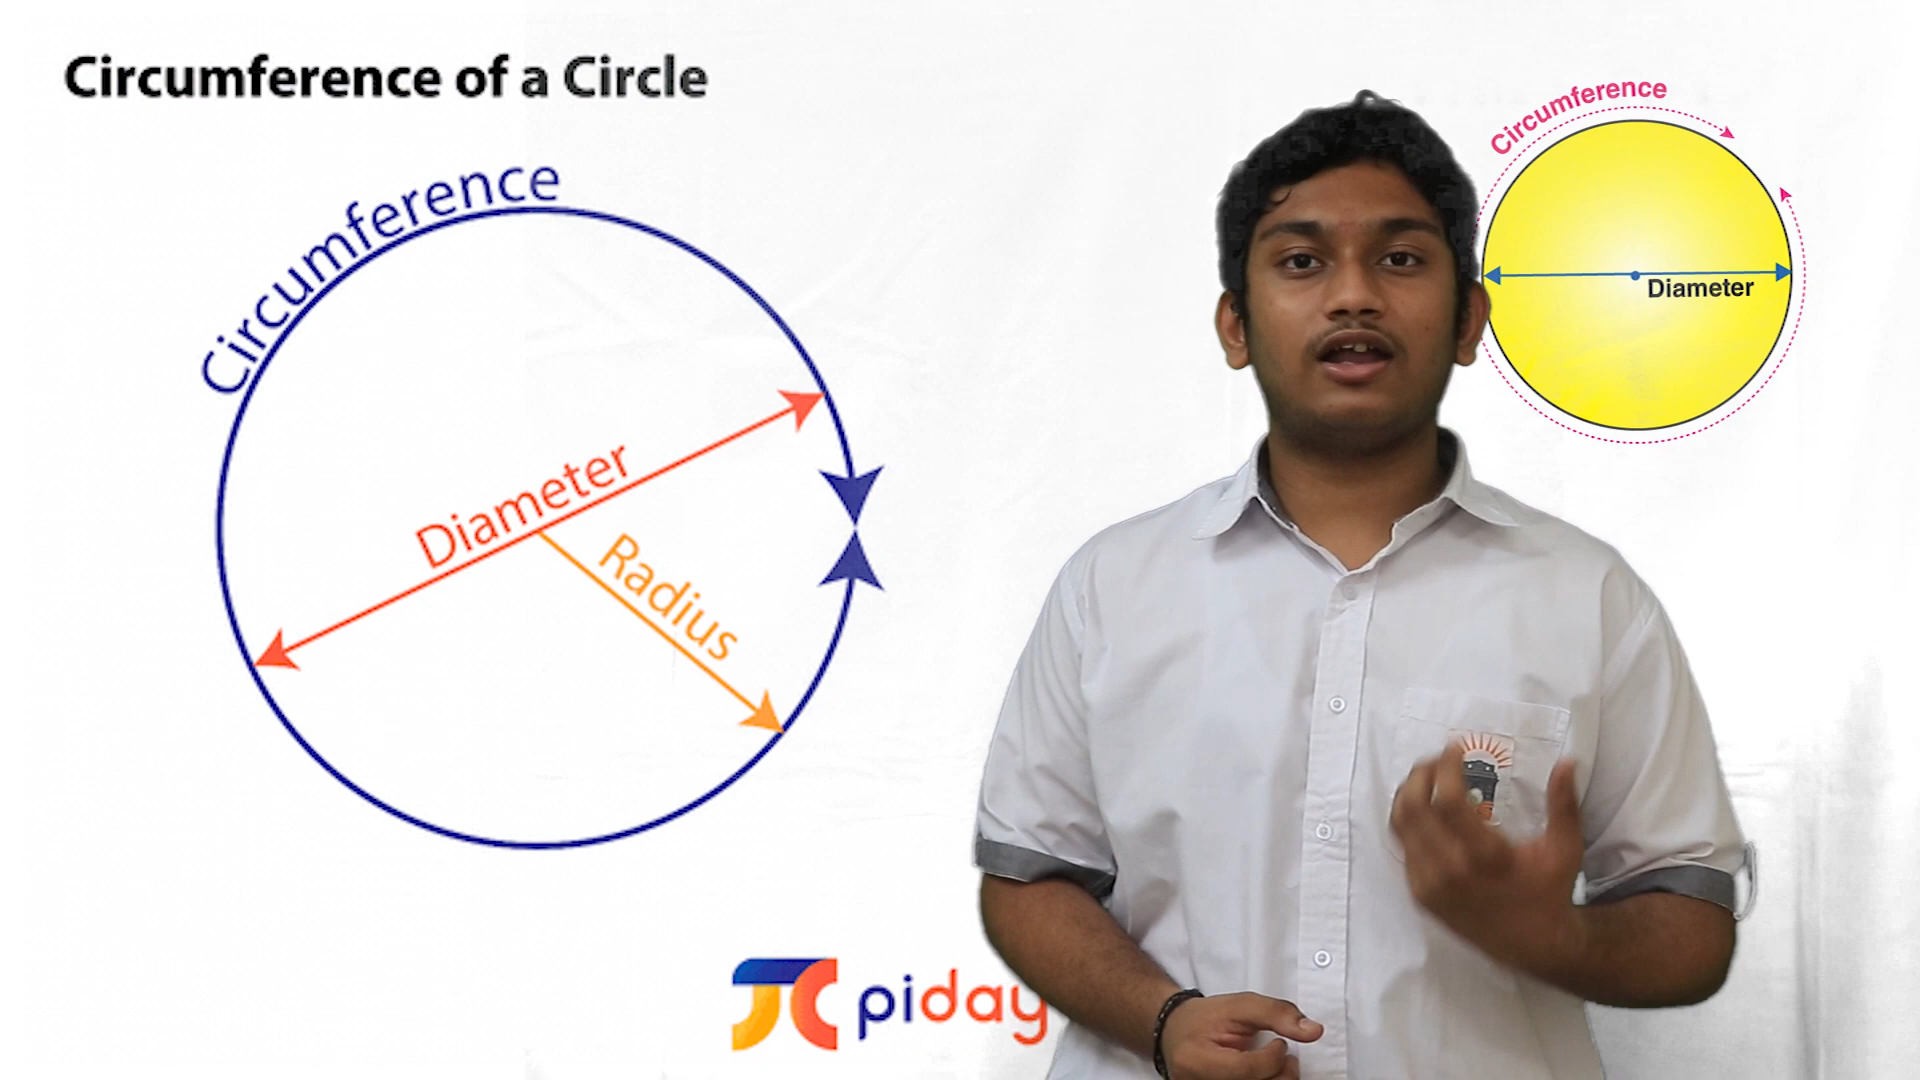 Circumference of a Circle
Circumference
Diameter
Radius
Circumference
Diameter
piday